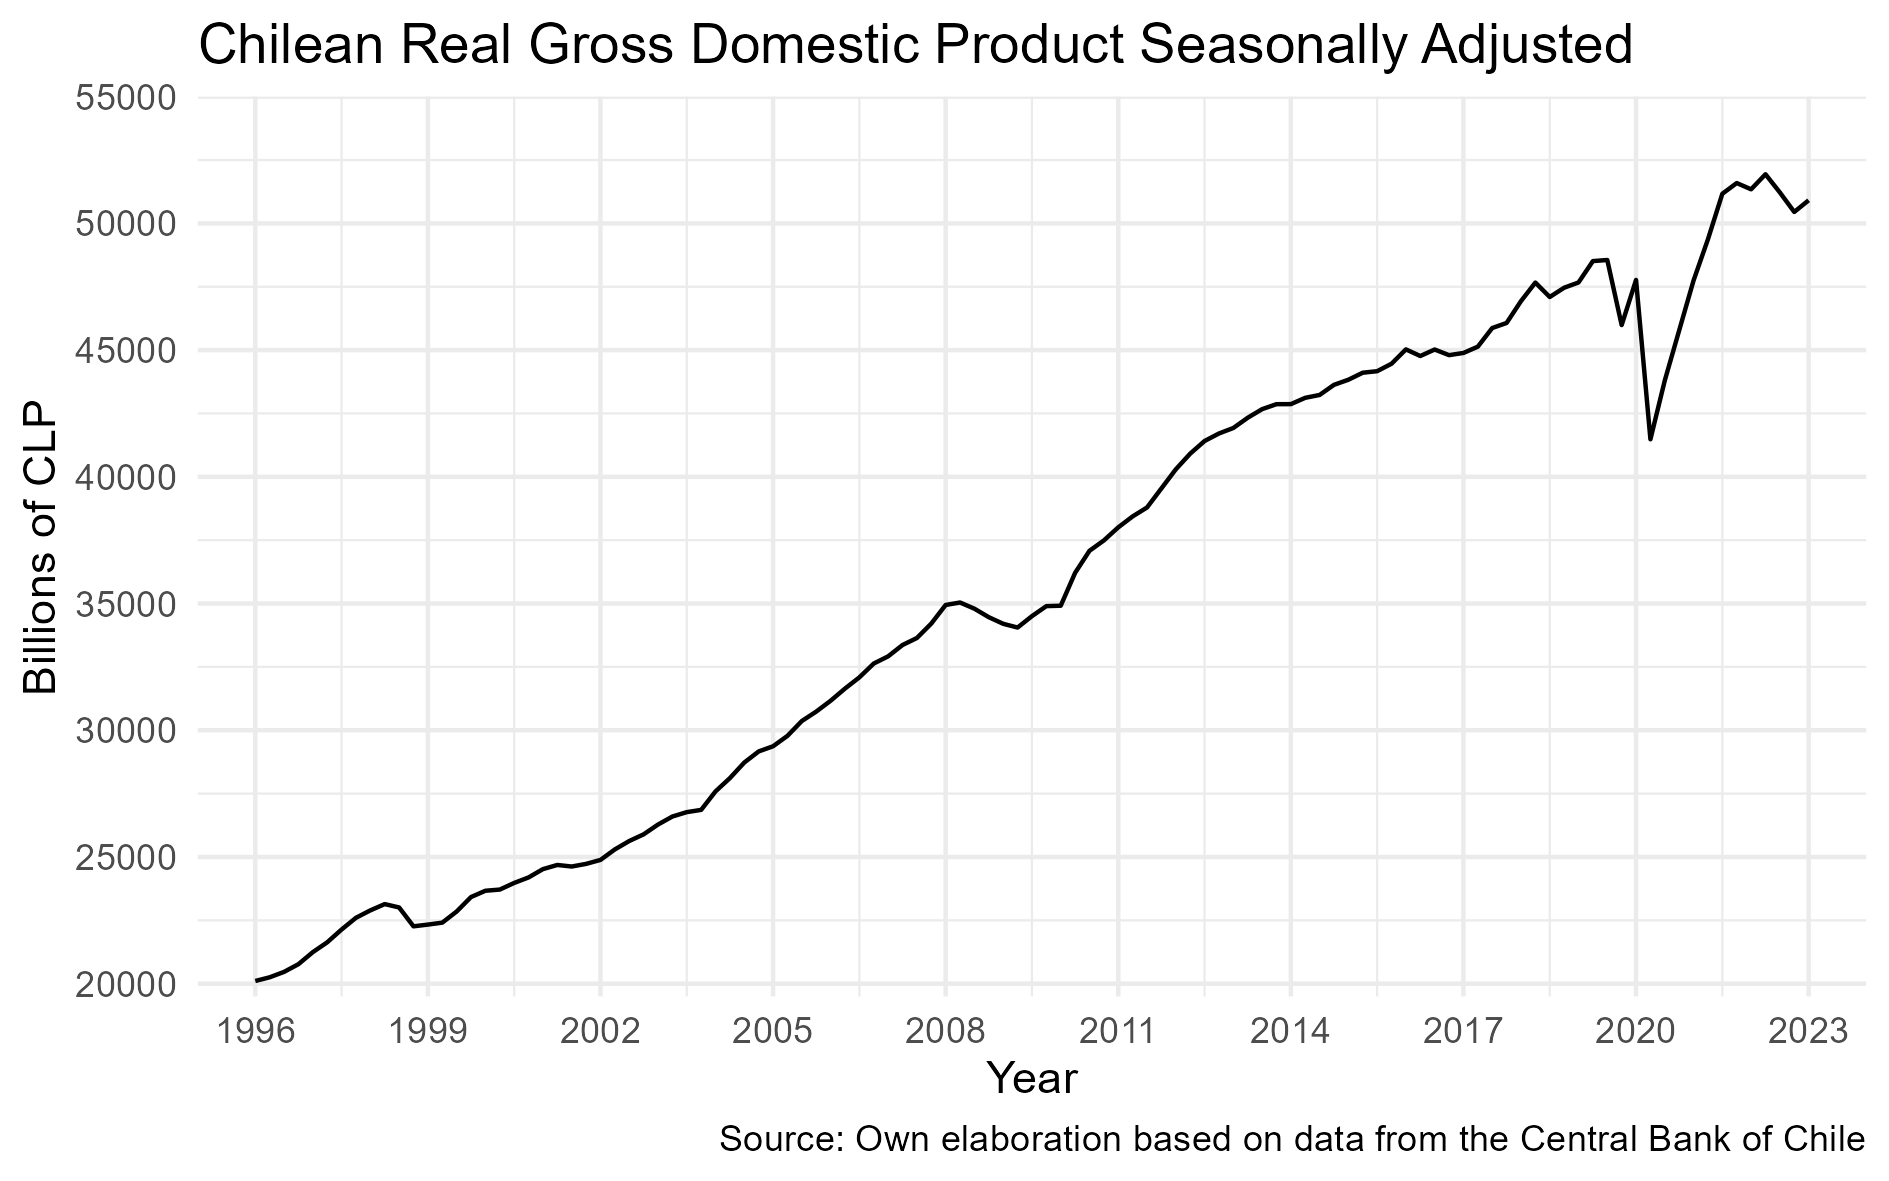 Chilean Real Gross Domestic Product Seasonally Adjusted
55000
50000
45000
40000
35000
30000
25000
20000
Billions of CLP
1996 1999 2002 2005 2008 2011 2014 2017 2020 2023
Year
Source: Own elaboration based on data from the Central Bank of Chile